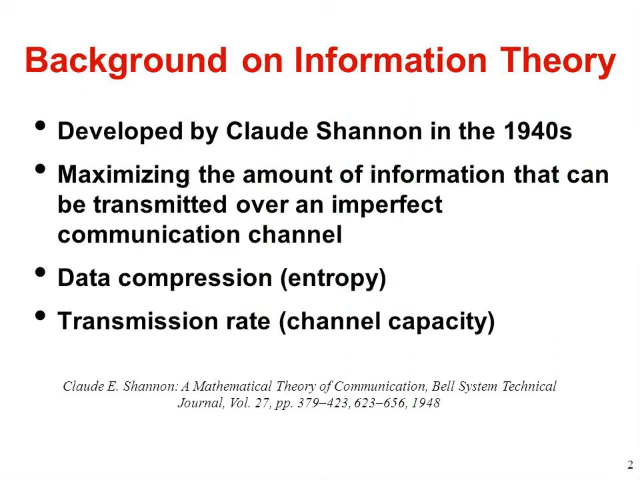 Background on Information Theory
• Developed by Claude Shannon in the 1940s
• Maximizing the amount of information that can
be transmitted over an imperfect
communication channel
• Data compression (entropy)
• Transmission rate (channel capacity)
Claude E. Shannon: A Mathematical Theory of Communication, Bell System Technical
Journal, Vol. 27, pp. 379–423, 623–656, 1948
2